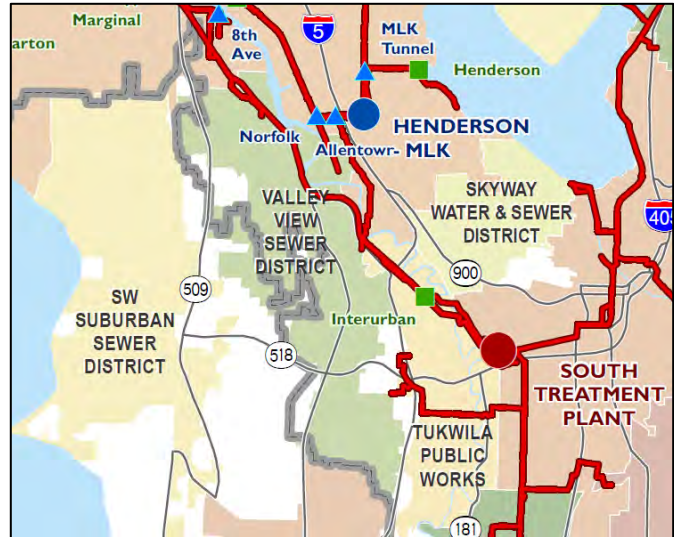 Marginal
arton
8th
Ave
5
MLK
Tunnel
Henderson
Norfolk
Allentowr-
HENDERSON
MLK
VALLEY
VIEW
SEWER
DISTRICT
SKYWAY
WATER & SEWER
DISTRICT
405
509
900
SW
SUBURBAN
SEWER
DISTRICT
Interurban
518
SOUTH
TREATMENT
PLANT
TUKWILA
PUBLIC
WORKS
181